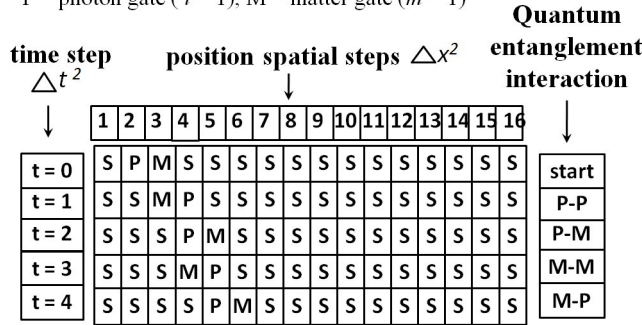 P = photon gate ( r = 1); M = matter gate (m = 1)
Quantum
entanglement
interaction
time step
△t 2
position spatial steps △x2
1 2 3 4 5 6 7 8 9 10 11 12 13 14 15 16
t = 0 S P M S S S S S S S S S S S S S start
t = 1 S S M P S S S S S S S S S S S S P-P
t = 2 S S S P M S S S S S S S S S S S P-M
t = 3 S S S M P S S S S S S S S S S S M-M
t = 4 S S S S P M S S S S S S S S S S M-P